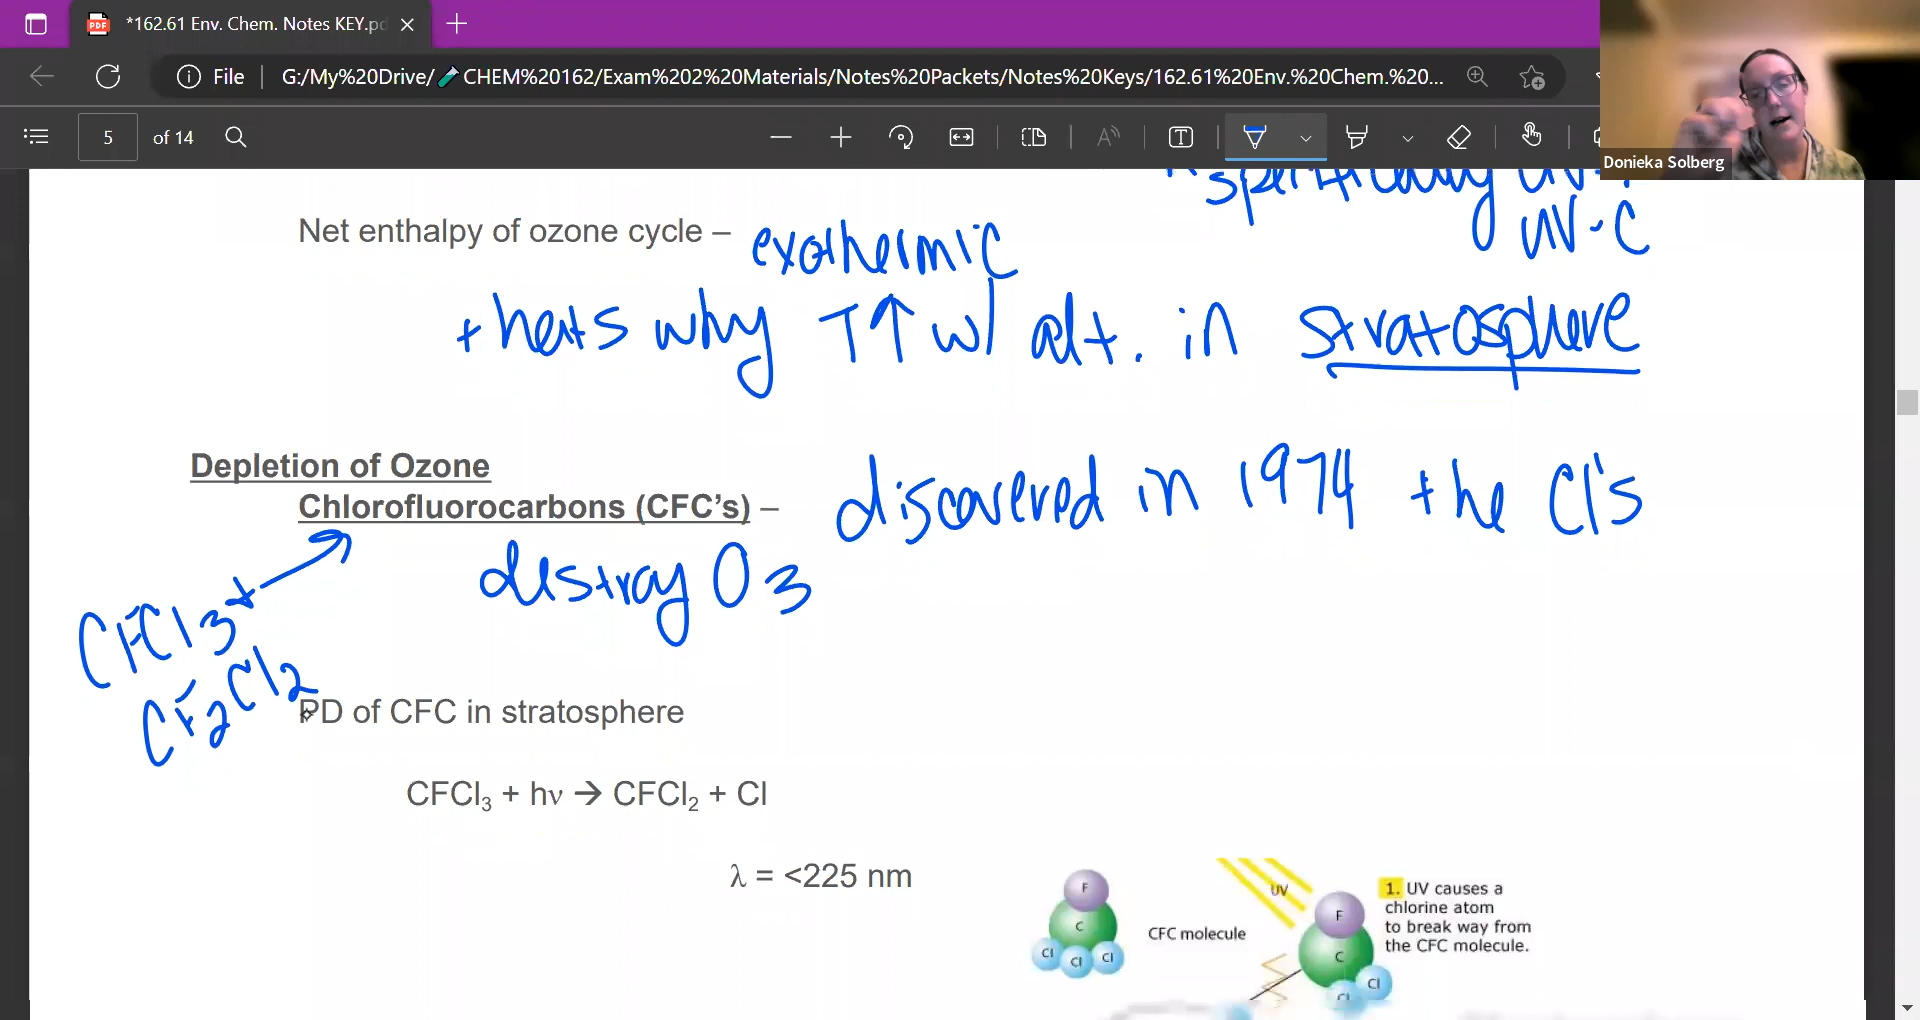 *162.61 Env. Chem. Notes KEY.pd
File G:/My%20Drive/🧪CHEM%20162/Exam%202%20Materials/Notes%20Packets/Notes%20Keys/162.61%20Env.%20Chem.%20...
5 of 14
Donieka Solberg
specifically UV-
UV-C
Net enthalpy of ozone cycle – exothermic
thats why T↑ w/ alt. in stratosphere
Depletion of Ozone
Chlorofluorocarbons (CFC's) – discovered in 1974 the Cl's
destroy O3
CFCl3 +
CF2Cl2
PD of CFC in stratosphere
CFCl₃ + hν → CFCl₂ + Cl
λ = <225 nm
F
C
Cl Cl Cl
CFC molecule
UV
F
C
Cl
Cl
1. UV causes a
chlorine atom
to break way from
the CFC molecule.